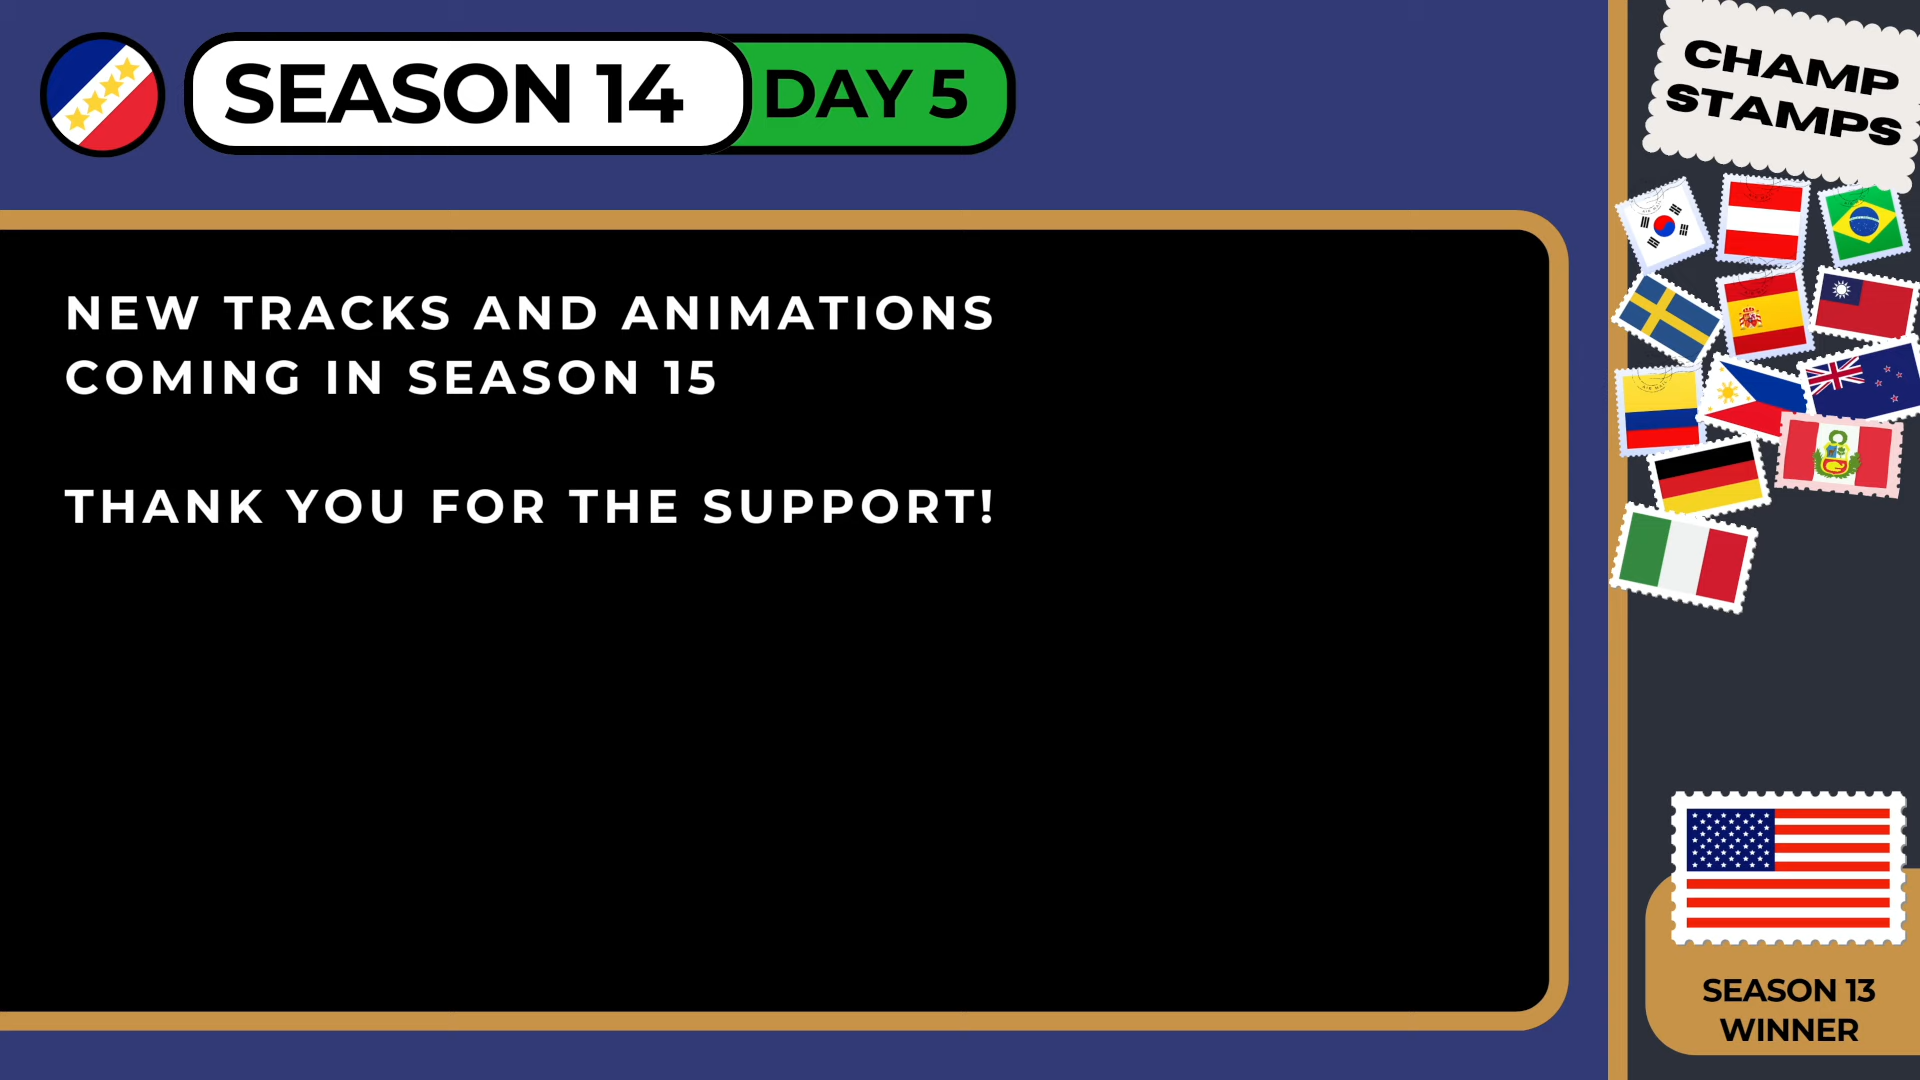 SEASON 14
DAY 5
CHAMP
STAMPS
NEW TRACKS AND ANIMATIONS
COMING IN SEASON 15
THANK YOU FOR THE SUPPORT!
SEASON 13
WINNER